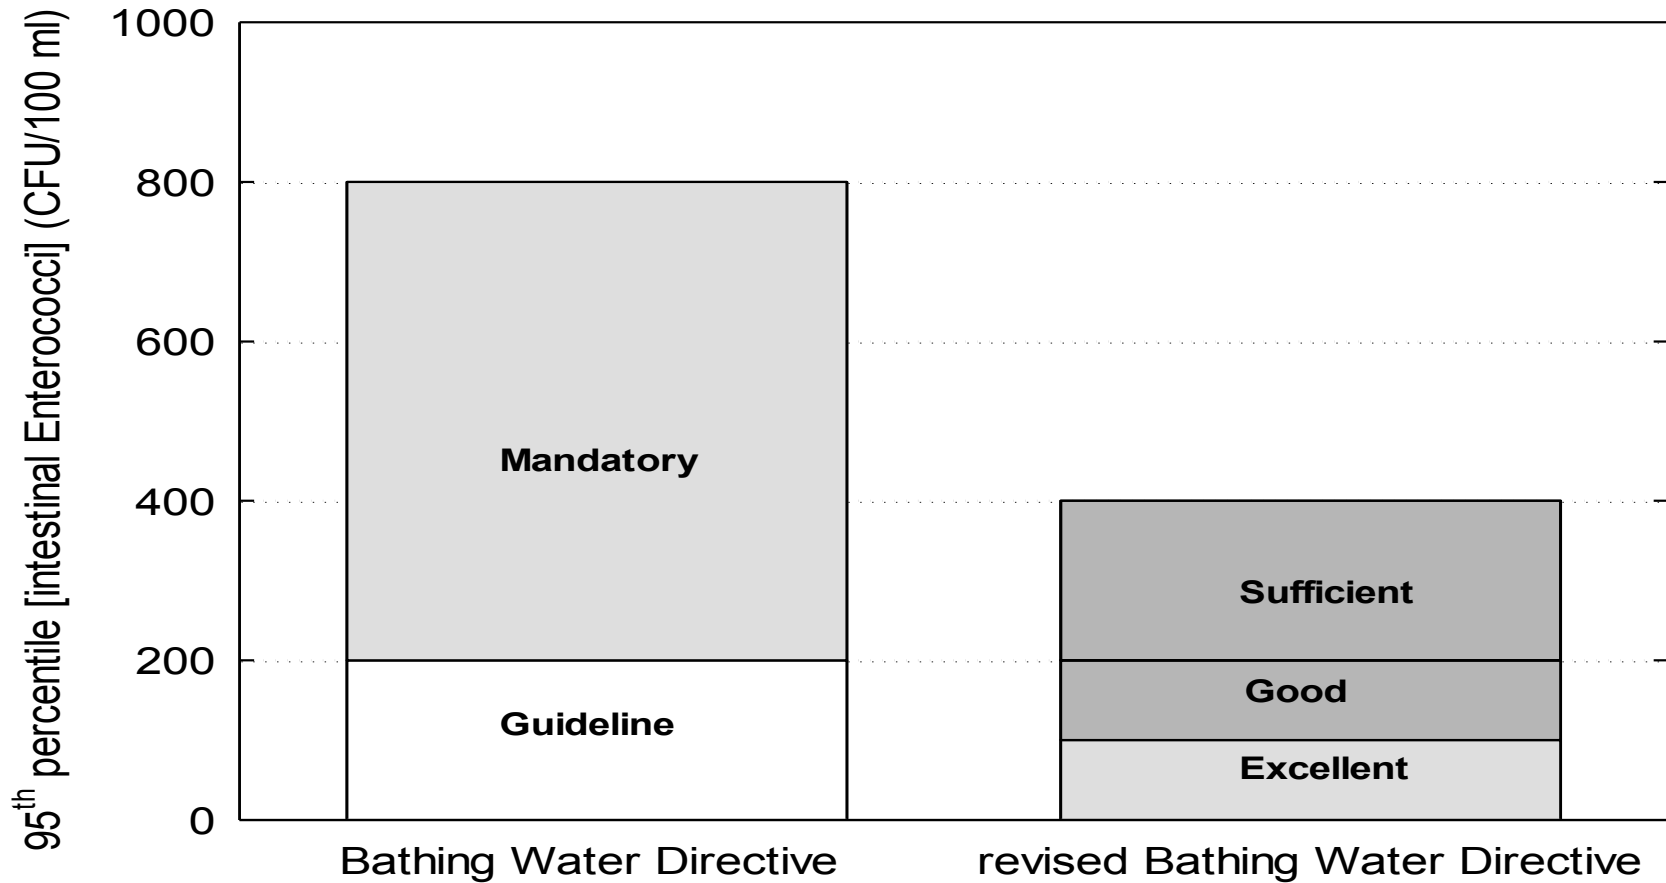 95th percentile [intestinal Enterococci] (CFU/100 ml)
1000
800
600
400
200
0
Mandatory
Guideline
Sufficient
Good
Excellent
Bathing Water Directive
revised Bathing Water Directive